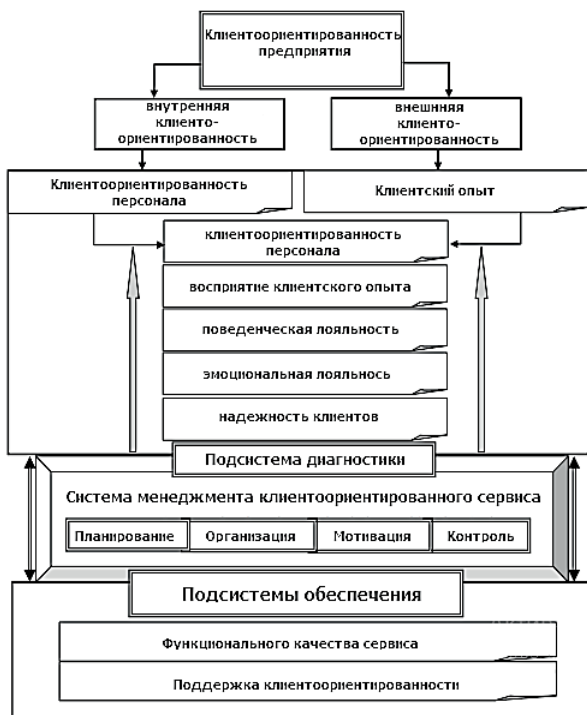 Клиентоориентированность
предприятия
внутренняя
клиенто-
ориентированность
внешняя
клиенто-
ориентированность
Клиентоориентированность
персонала
Клиентский опыт
клиентоориентированность
персонала
восприятие клиентского опыта
поведенческая лояльность
эмоциональная лояльнось
надежность клиентов
Подсистема диагностики
Система менеджмента клиентоориентированного сервиса
Планирование
Организация
Мотивация
Контроль
Подсистемы обеспечения
Функционального качества сервиса
Поддержка клиентоориентированности